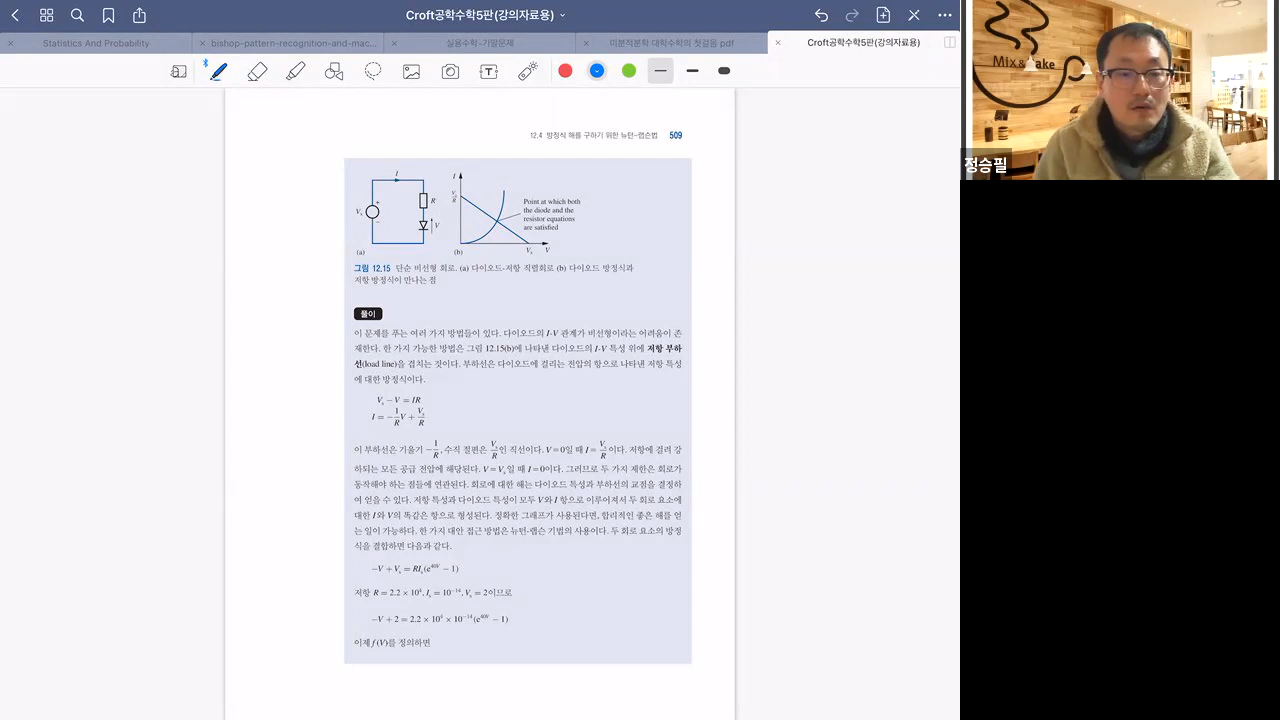 Croft공학수학5판(강의자료용)
Statistics And Probability
bishop-pattern-recognition-and-mac...
실용수학-기말문제
미분적분학 대학수학의 첫걸음.pdf
Croft공학수학5판(강의자료용)
Mix & Bake
정승필
12.4 방정식 해를 구하기 위한 뉴턴-랩슨법 509
I
R
V
Vs
+
−
(a)
I
Vs/R
Point at which both
the diode and the
resistor equations
are satisfied
Vs
V
(b)
그림 12.15 단순 비선형 회로. (a) 다이오드-저항 직렬회로 (b) 다이오드 방정식과
저항 방정식이 만나는 점
풀이
이 문제를 푸는 여러 가지 방법들이 있다. 다이오드의 I-V 관계가 비선형이라는 어려움이 존
재한다. 한 가지 가능한 방법은 그림 12.15(b)에 나타낸 다이오드의 I-V 특성 위에 저항 부하
선(load line)을 겹치는 것이다. 부하선은 다이오드에 걸리는 전압의 항으로 나타낸 저항 특성
에 대한 방정식이다.
Vs − V = IR
I = −1/R V + Vs/R
이 부하선은 기울기 −1/R, 수직 절편은 Vs/R인 직선이다. V=0일 때 I = Vs/R이다. 저항에 걸려 강
하되는 모든 공급 전압에 해당된다. V = Vs일 때 I=0이다. 그러므로 두 가지 제한은 회로가
동작해야 하는 점들에 연관된다. 회로에 대한 해는 다이오드 특성과 부하선의 교점을 결정하
여 얻을 수 있다. 저항 특성과 다이오드 특성이 모두 V와 I 항으로 이루어져서 두 회로 요소에
대한 I와 V의 똑같은 항으로 형성된다. 정확한 그래프가 사용된다면, 합리적인 좋은 해를 얻
는 일이 가능하다. 한 가지 대안 접근 방법은 뉴턴-랩슨 기법의 사용이다. 두 회로 요소의 방정
식을 결합하면 다음과 같다.
−V + Vs = RIs(e^40V − 1)
저항 R = 2.2 × 10⁴, Is = 10⁻¹⁴, Vs = 2이므로
−V + 2 = 2.2 × 10⁴ × 10⁻¹⁴(e^40V − 1)
이제 f(V)를 정의하면